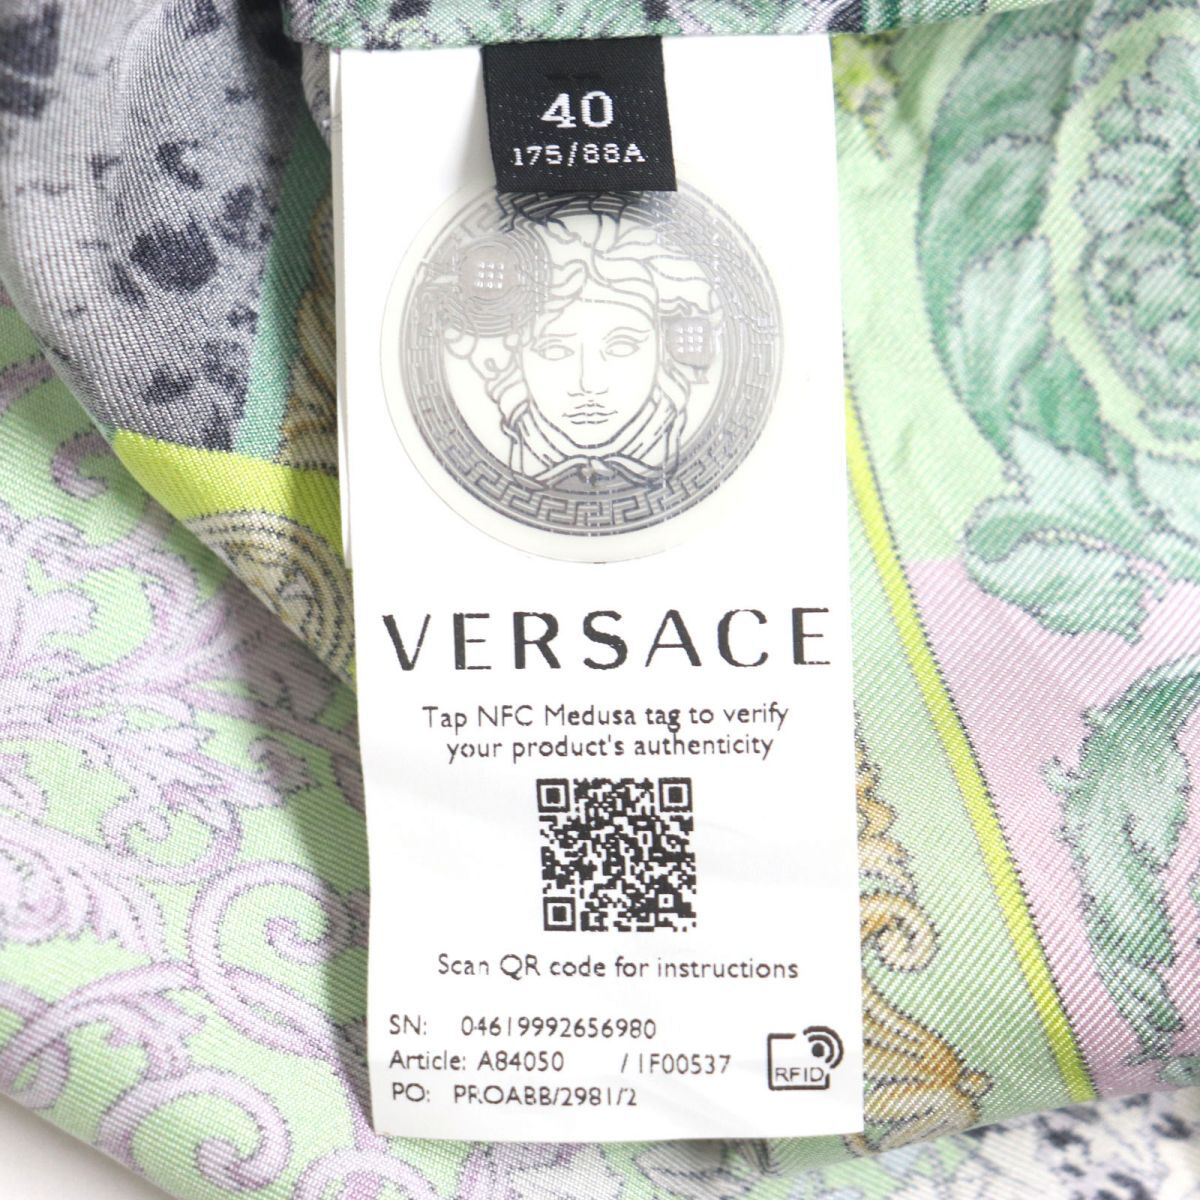 40
175/88A
VERSACE
Tap NFC Medusa tag to verify
your product's authenticity
Scan QR code for instructions
SN: 04619992656980
Article: A84050 / 1F00537
PO: PROABB/2981/2
RFID